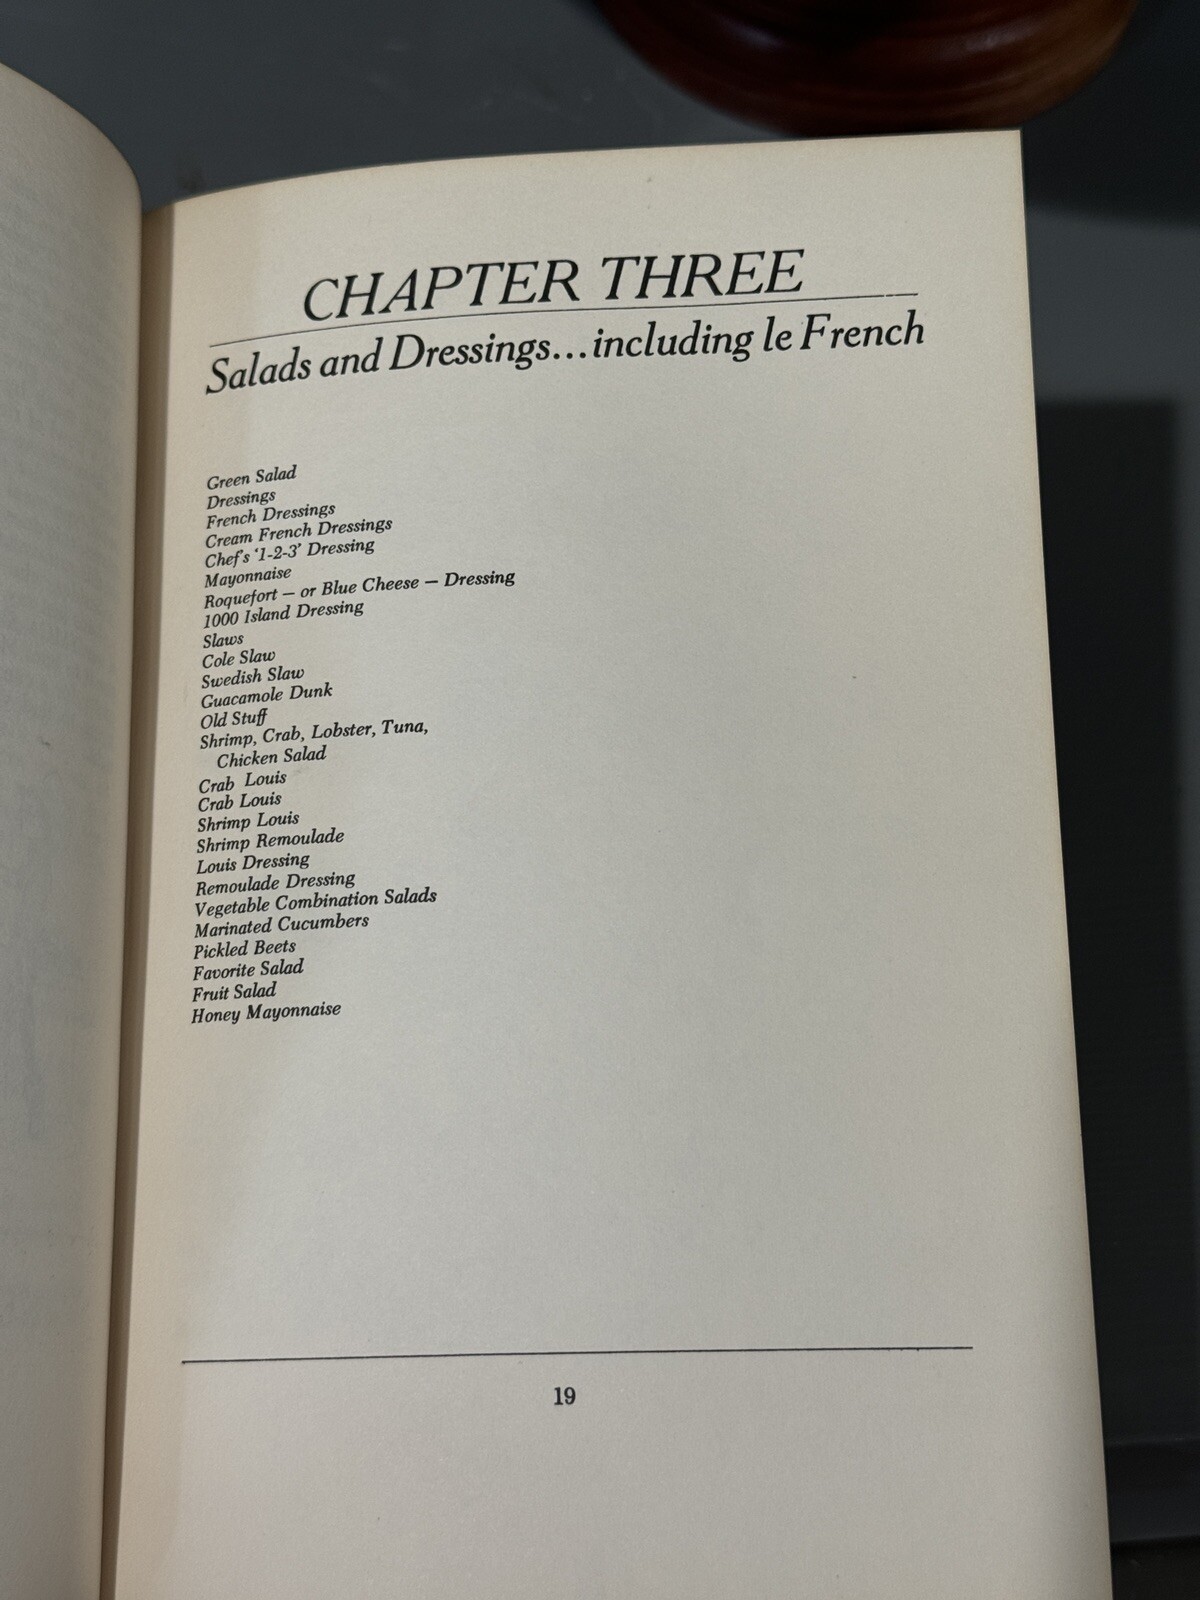 CHAPTER THREE
Salads and Dressings...including le French
Green Salad
Dressings
French Dressings
Cream French Dressings
Chef's '1-2-3' Dressing
Mayonnaise
Roquefort — or Blue Cheese — Dressing
1000 Island Dressing
Slaws
Cole Slaw
Swedish Slaw
Guacamole Dunk
Old Stuff
Shrimp, Crab, Lobster, Tuna,
Chicken Salad
Crab Louis
Crab Louis
Shrimp Louis
Shrimp Remoulade
Louis Dressing
Remoulade Dressing
Vegetable Combination Salads
Marinated Cucumbers
Pickled Beets
Favorite Salad
Fruit Salad
Honey Mayonnaise
19